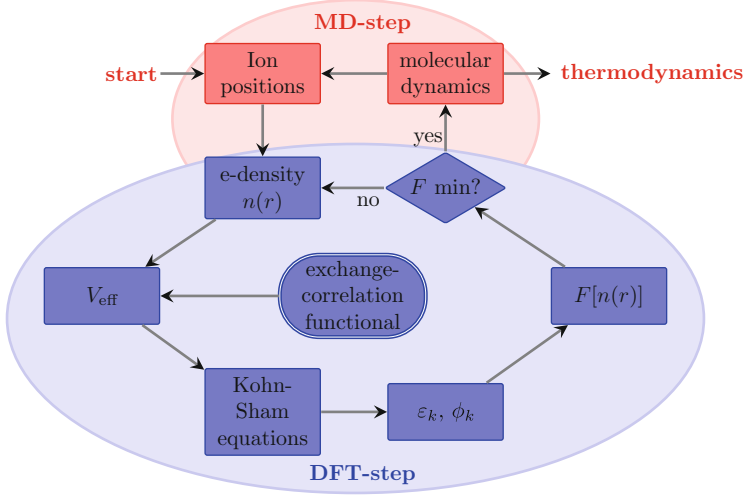 MD-step
start
Ion
positions
molecular
dynamics
thermodynamics
yes
e-density
n(r)
no
F min?
V_eff
exchange-
correlation
functional
F[n(r)]
Kohn-
Sham
equations
ε_k, ϕ_k
DFT-step